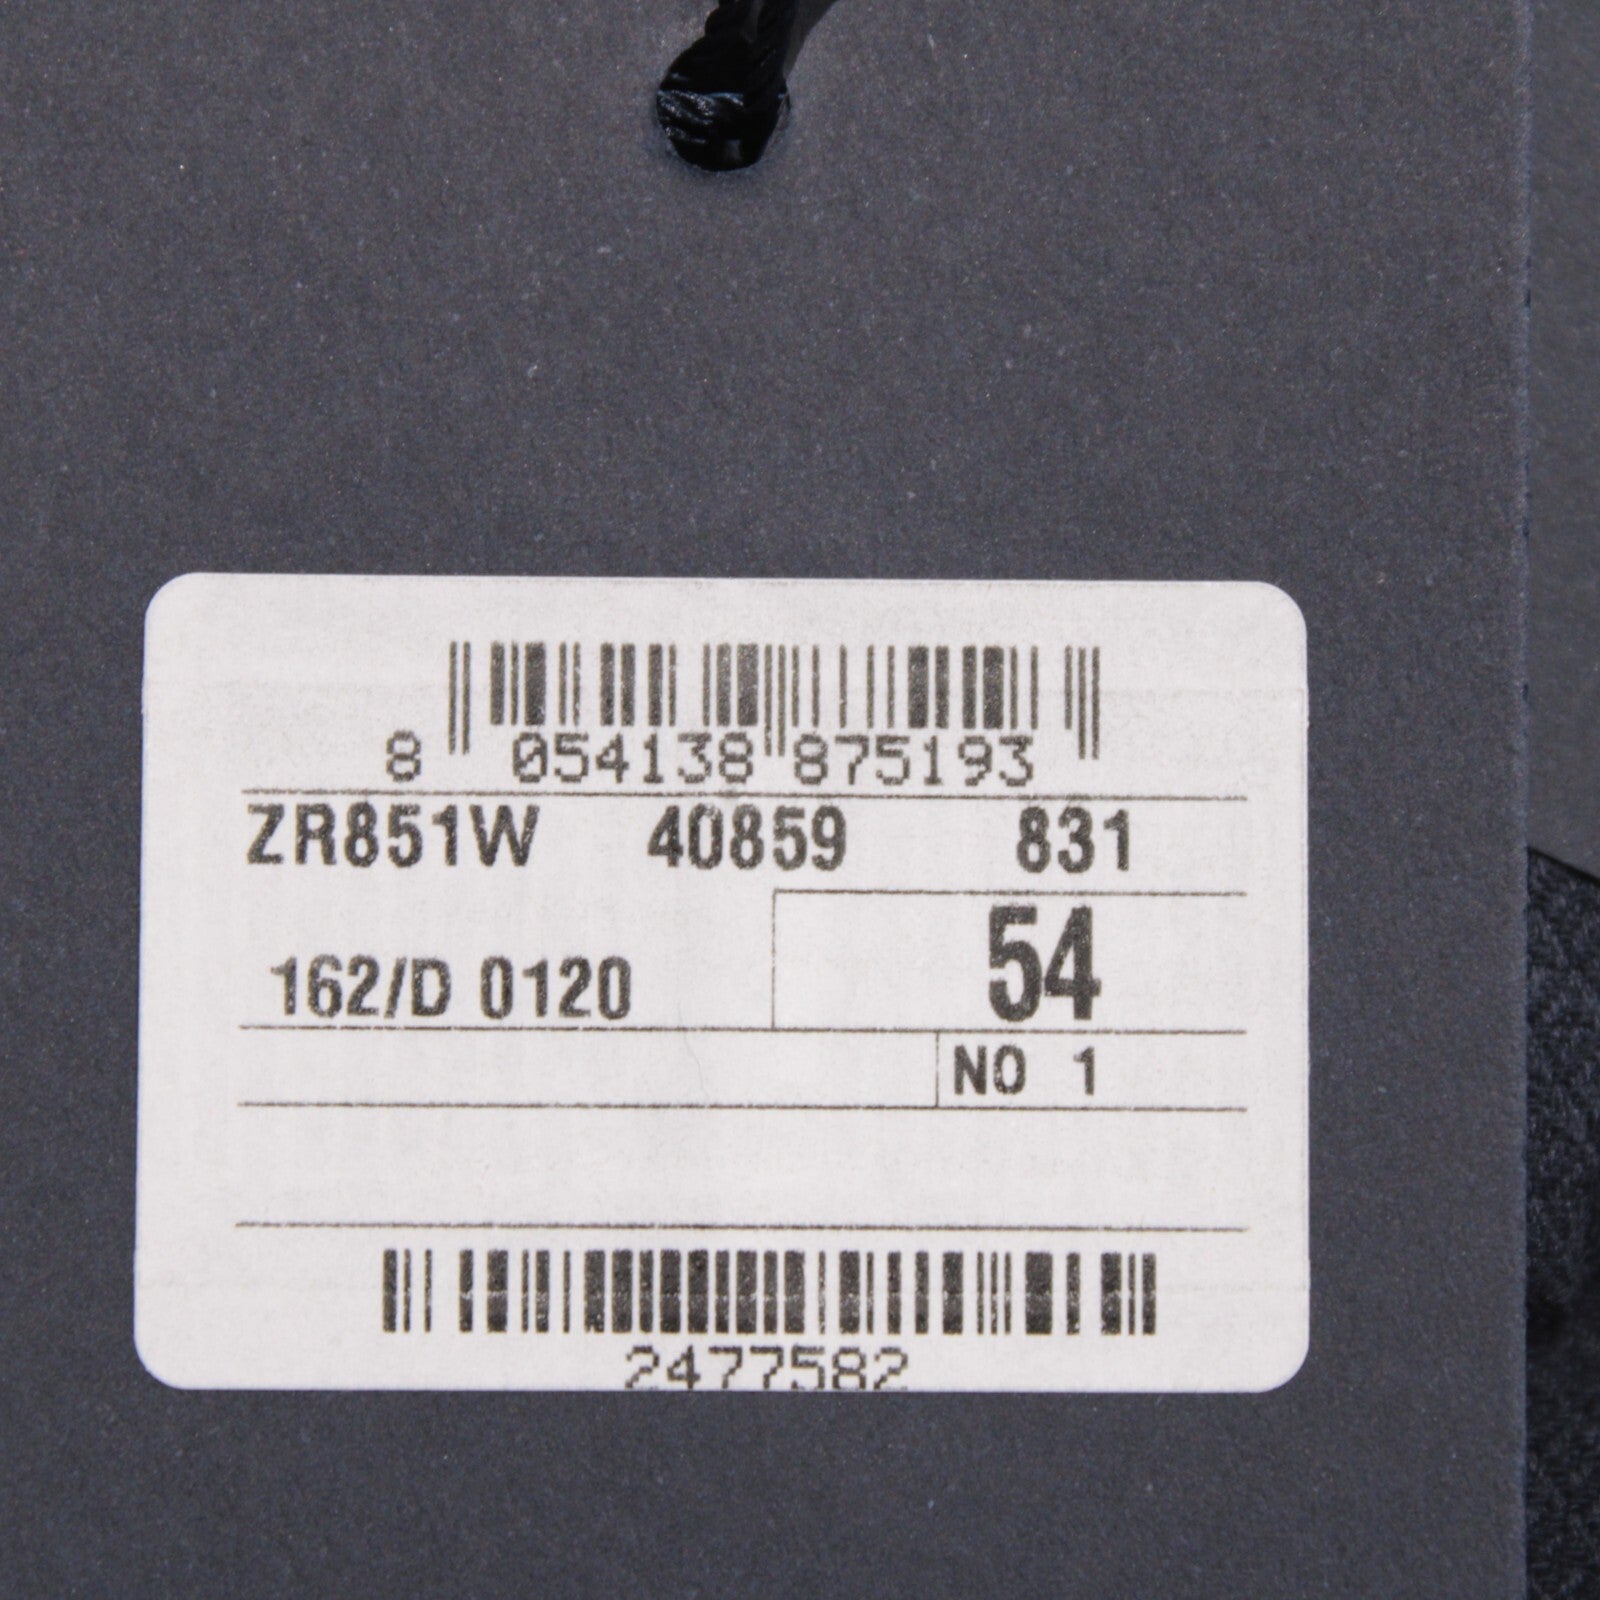 8 054138 875193
ZR851W 40859 831
162/D 0120 54
NO 1
2477582